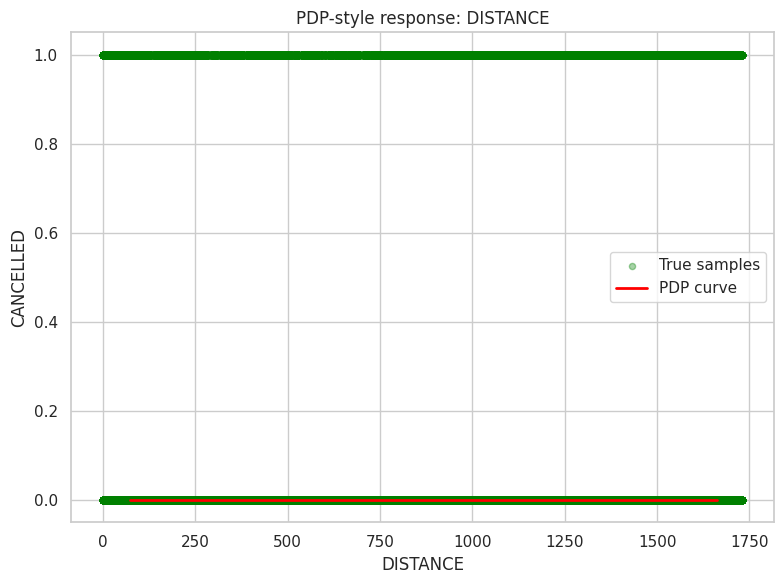 PDP-style response: DISTANCE
1.0
0.8
0.6
0.4
0.2
0.0
CANCELLED
True samples
PDP curve
0 250 500 750 1000 1250 1500 1750
DISTANCE